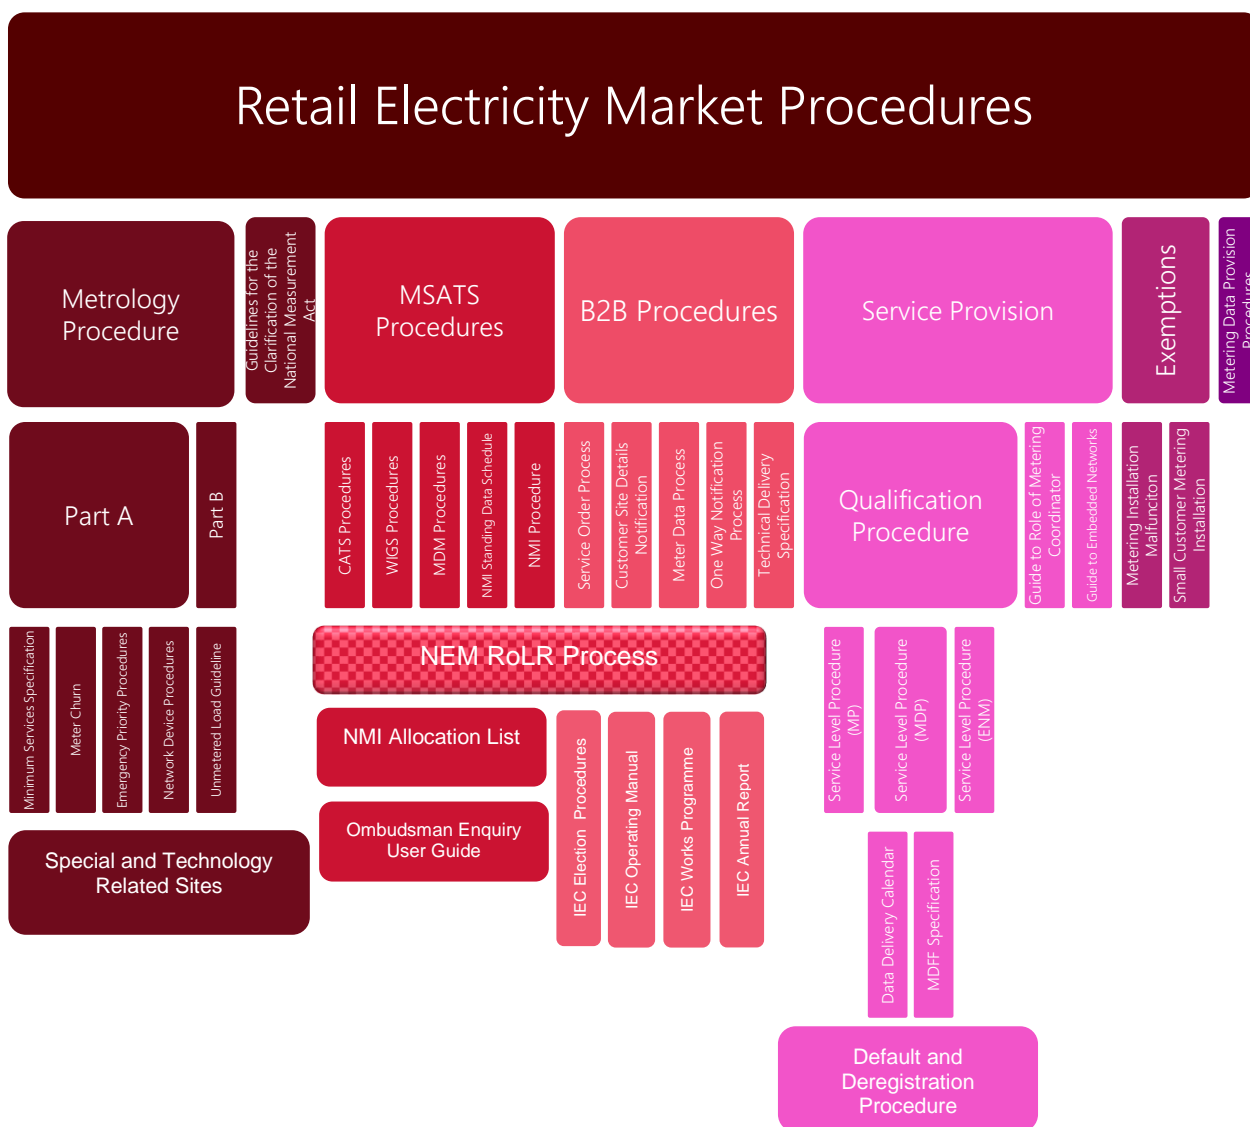 Retail Electricity Market Procedures
Metrology
Procedure
Guidelines for the
Clarification of the
National Measurement
Act
MSATS
Procedures
B2B Procedures
Service Provision
Exemptions
Metering Data Provision
Procedures
Part A
Part B
CATS Procedures
WIGS Procedures
MDM Procedures
NMI Standing Data Schedule
NMI Procedure
Service Order Process
Customer Site Details
Notification
Meter Data Process
One Way Notification
Process
Technical Delivery
Specification
Qualification
Procedure
Guide to Role of Metering
Coordinator
Guide to Embedded Networks
Metering Installation
Malfunciton
Small Customer Metering
Installation
Minimum Services Specification
Meter Churn
Emergency Priority Procedures
Network Device Procedures
Unmetered Load Guideline
NEM RoLR Process
Service Level Procedure
(MP)
Service Level Procedure
(MDP)
Service Level Procedure
(ENM)
NMI Allocation List
Ombudsman Enquiry
User Guide
IEC Election  Procedures
IEC Operating Manual
IEC Works Programme
IEC Annual Report
Special and Technology
Related Sites
Data Delivery Calendar
MDFF Specification
Default and
Deregistration
Procedure